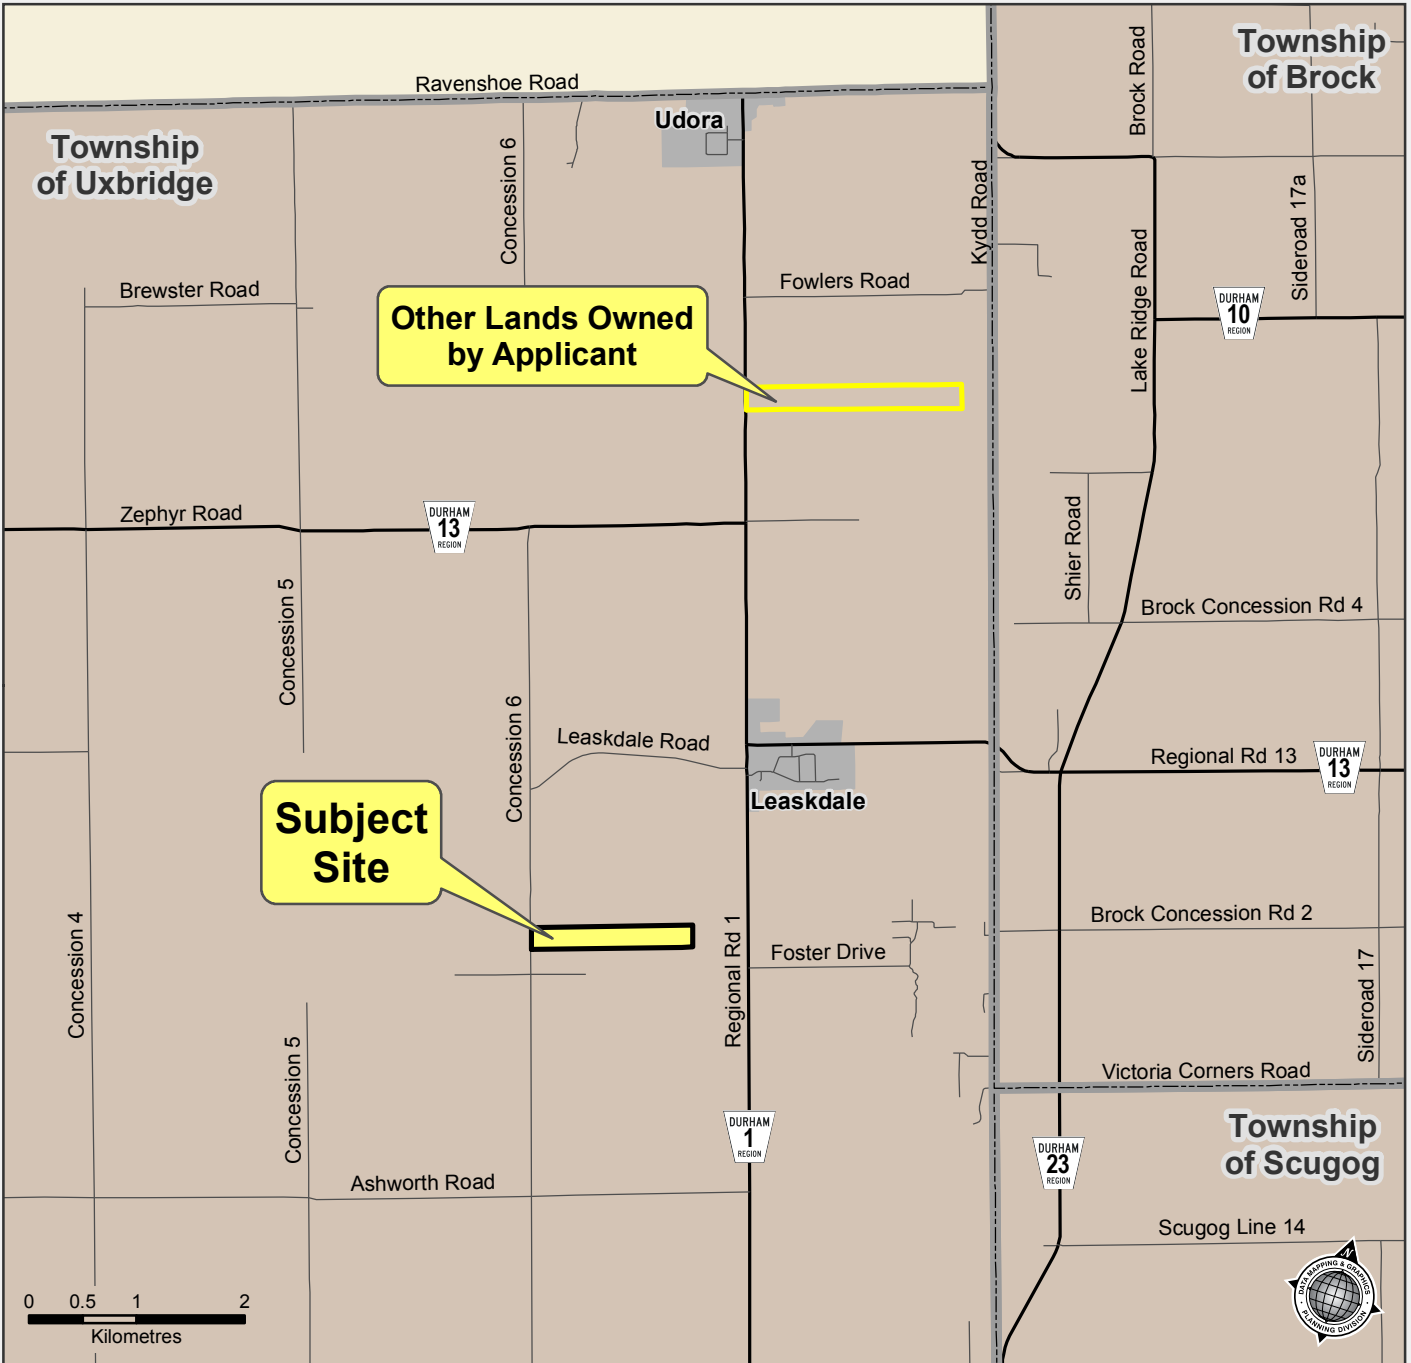 Ravenshoe Road
Township
of Brock
Brock Road
Udora
Township
of Uxbridge
Concession 6
Kydd Road
Sideroad 17a
Lake Ridge Road
Brewster Road
Fowlers Road
DURHAM
10
REGION
Other Lands Owned
by Applicant
Zephyr Road
DURHAM
13
REGION
Shier Road
Concession 5
Brock Concession Rd 4
Concession 6
Leaskdale Road
Regional Rd 13
DURHAM
13
REGION
Leaskdale
Subject
Site
Concession 4
Regional Rd 1
Brock Concession Rd 2
Foster Drive
Sideroad 17
Concession 5
Victoria Corners Road
DURHAM
1
REGION
Township
of Scugog
DURHAM
23
REGION
Ashworth Road
Scugog Line 14
N
DATA MAPPING & GRAPHICS
PLANNING DIVISION
0 0.5 1 2
Kilometres